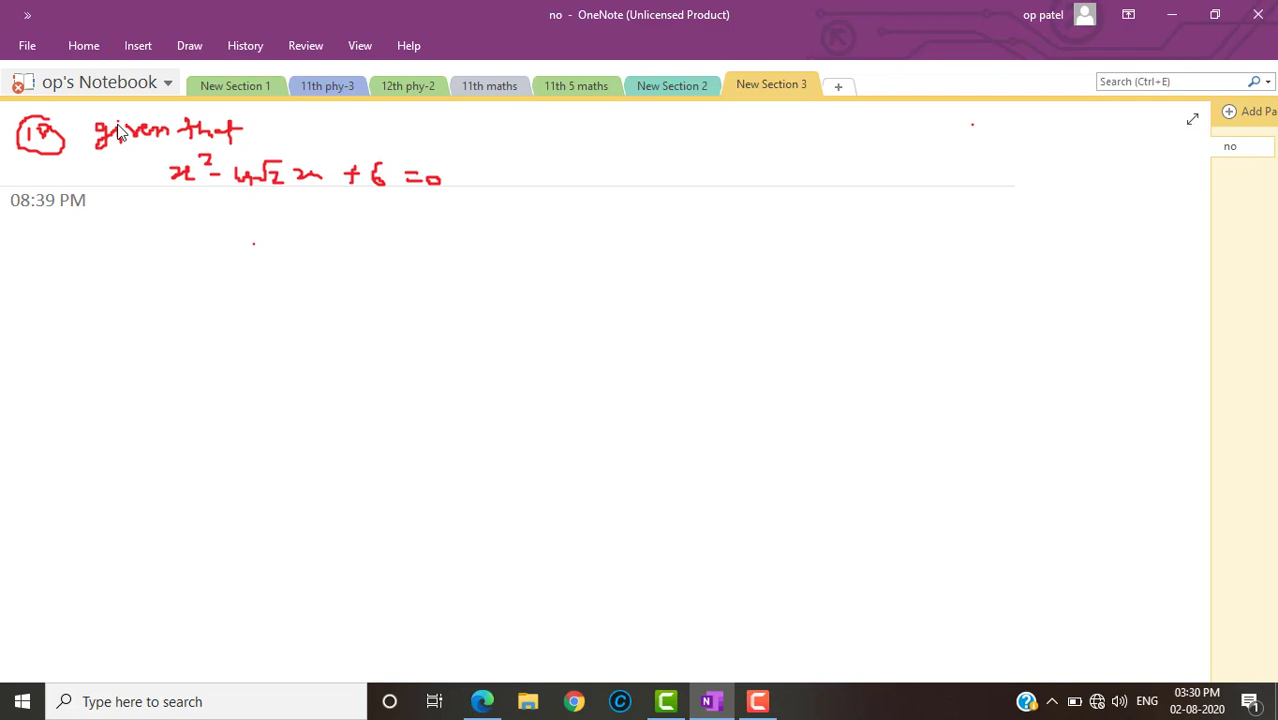 no - OneNote (Unlicensed Product)
op patel
File Home Insert Draw History Review View Help
op's Notebook
New Section 1
11th phy-3
12th phy-2
11th maths
11th 5 maths
New Section 2
New Section 3
Search (Ctrl+E)
Add Pa
no
18 given that
x² - 4√2 x + 6 = 0
08:39 PM
Type here to search
ENG
03:30 PM
02-08-2020
1